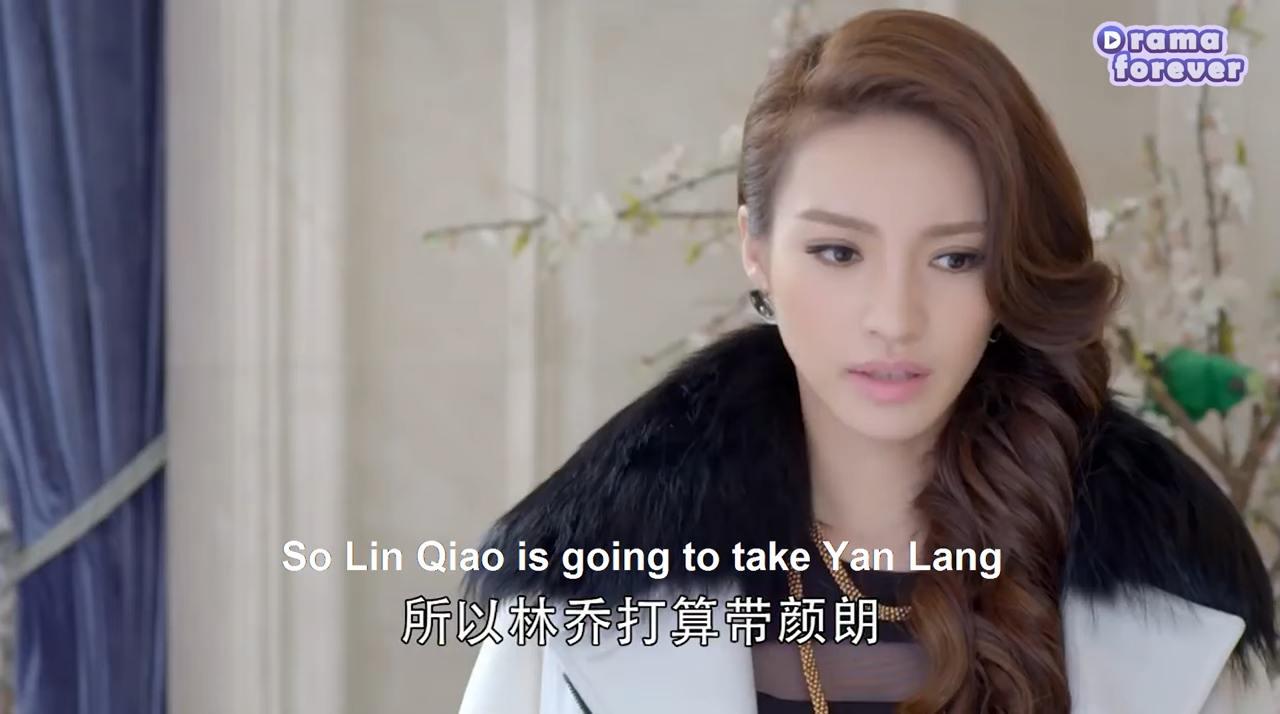 Drama
forever
So Lin Qiao is going to take Yan Lang
所以林乔打算带颜朗